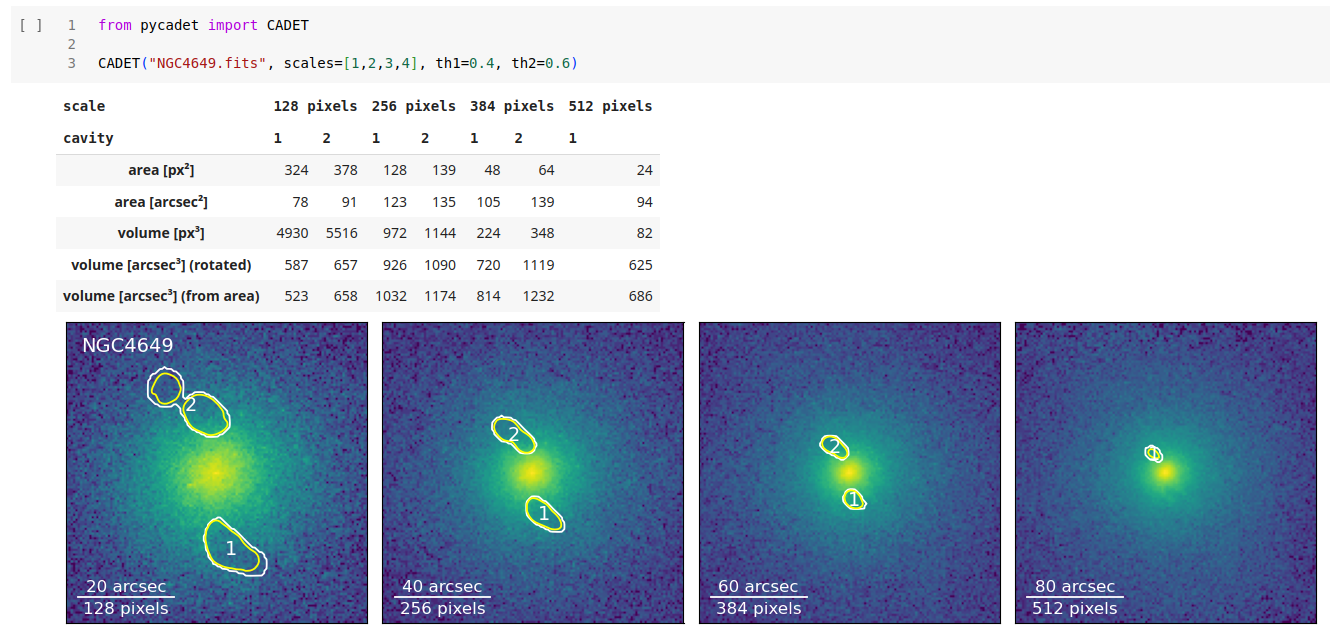 [ ] 1 from pycadet import CADET
2
3 CADET("NGC4649.fits", scales=[1,2,3,4], th1=0.4, th2=0.6)
scale 128 pixels 256 pixels 384 pixels 512 pixels
cavity 1 2 1 2 1 2 1
area [px²] 324 378 128 139 48 64 24
area [arcsec²] 78 91 123 135 105 139 94
volume [px³] 4930 5516 972 1144 224 348 82
volume [arcsec³] (rotated) 587 657 926 1090 720 1119 625
volume [arcsec³] (from area) 523 658 1032 1174 814 1232 686
NGC4649
2
1
20 arcsec
128 pixels
2
1
40 arcsec
256 pixels
2
1
60 arcsec
384 pixels
1
80 arcsec
512 pixels